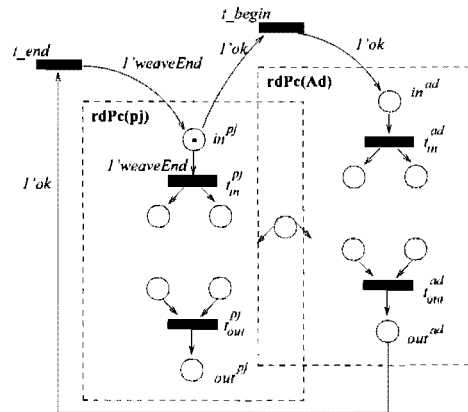 t_begin
t_end
1'ok
1'ok
1'weaveEnd
rdPc(pj)
rdPc(Ad)
in^pj
in^ad
1'weaveEnd
t_in^pj
t_in^ad
1'ok
t_out^pj
t_out^ad
out^pj
out^ad